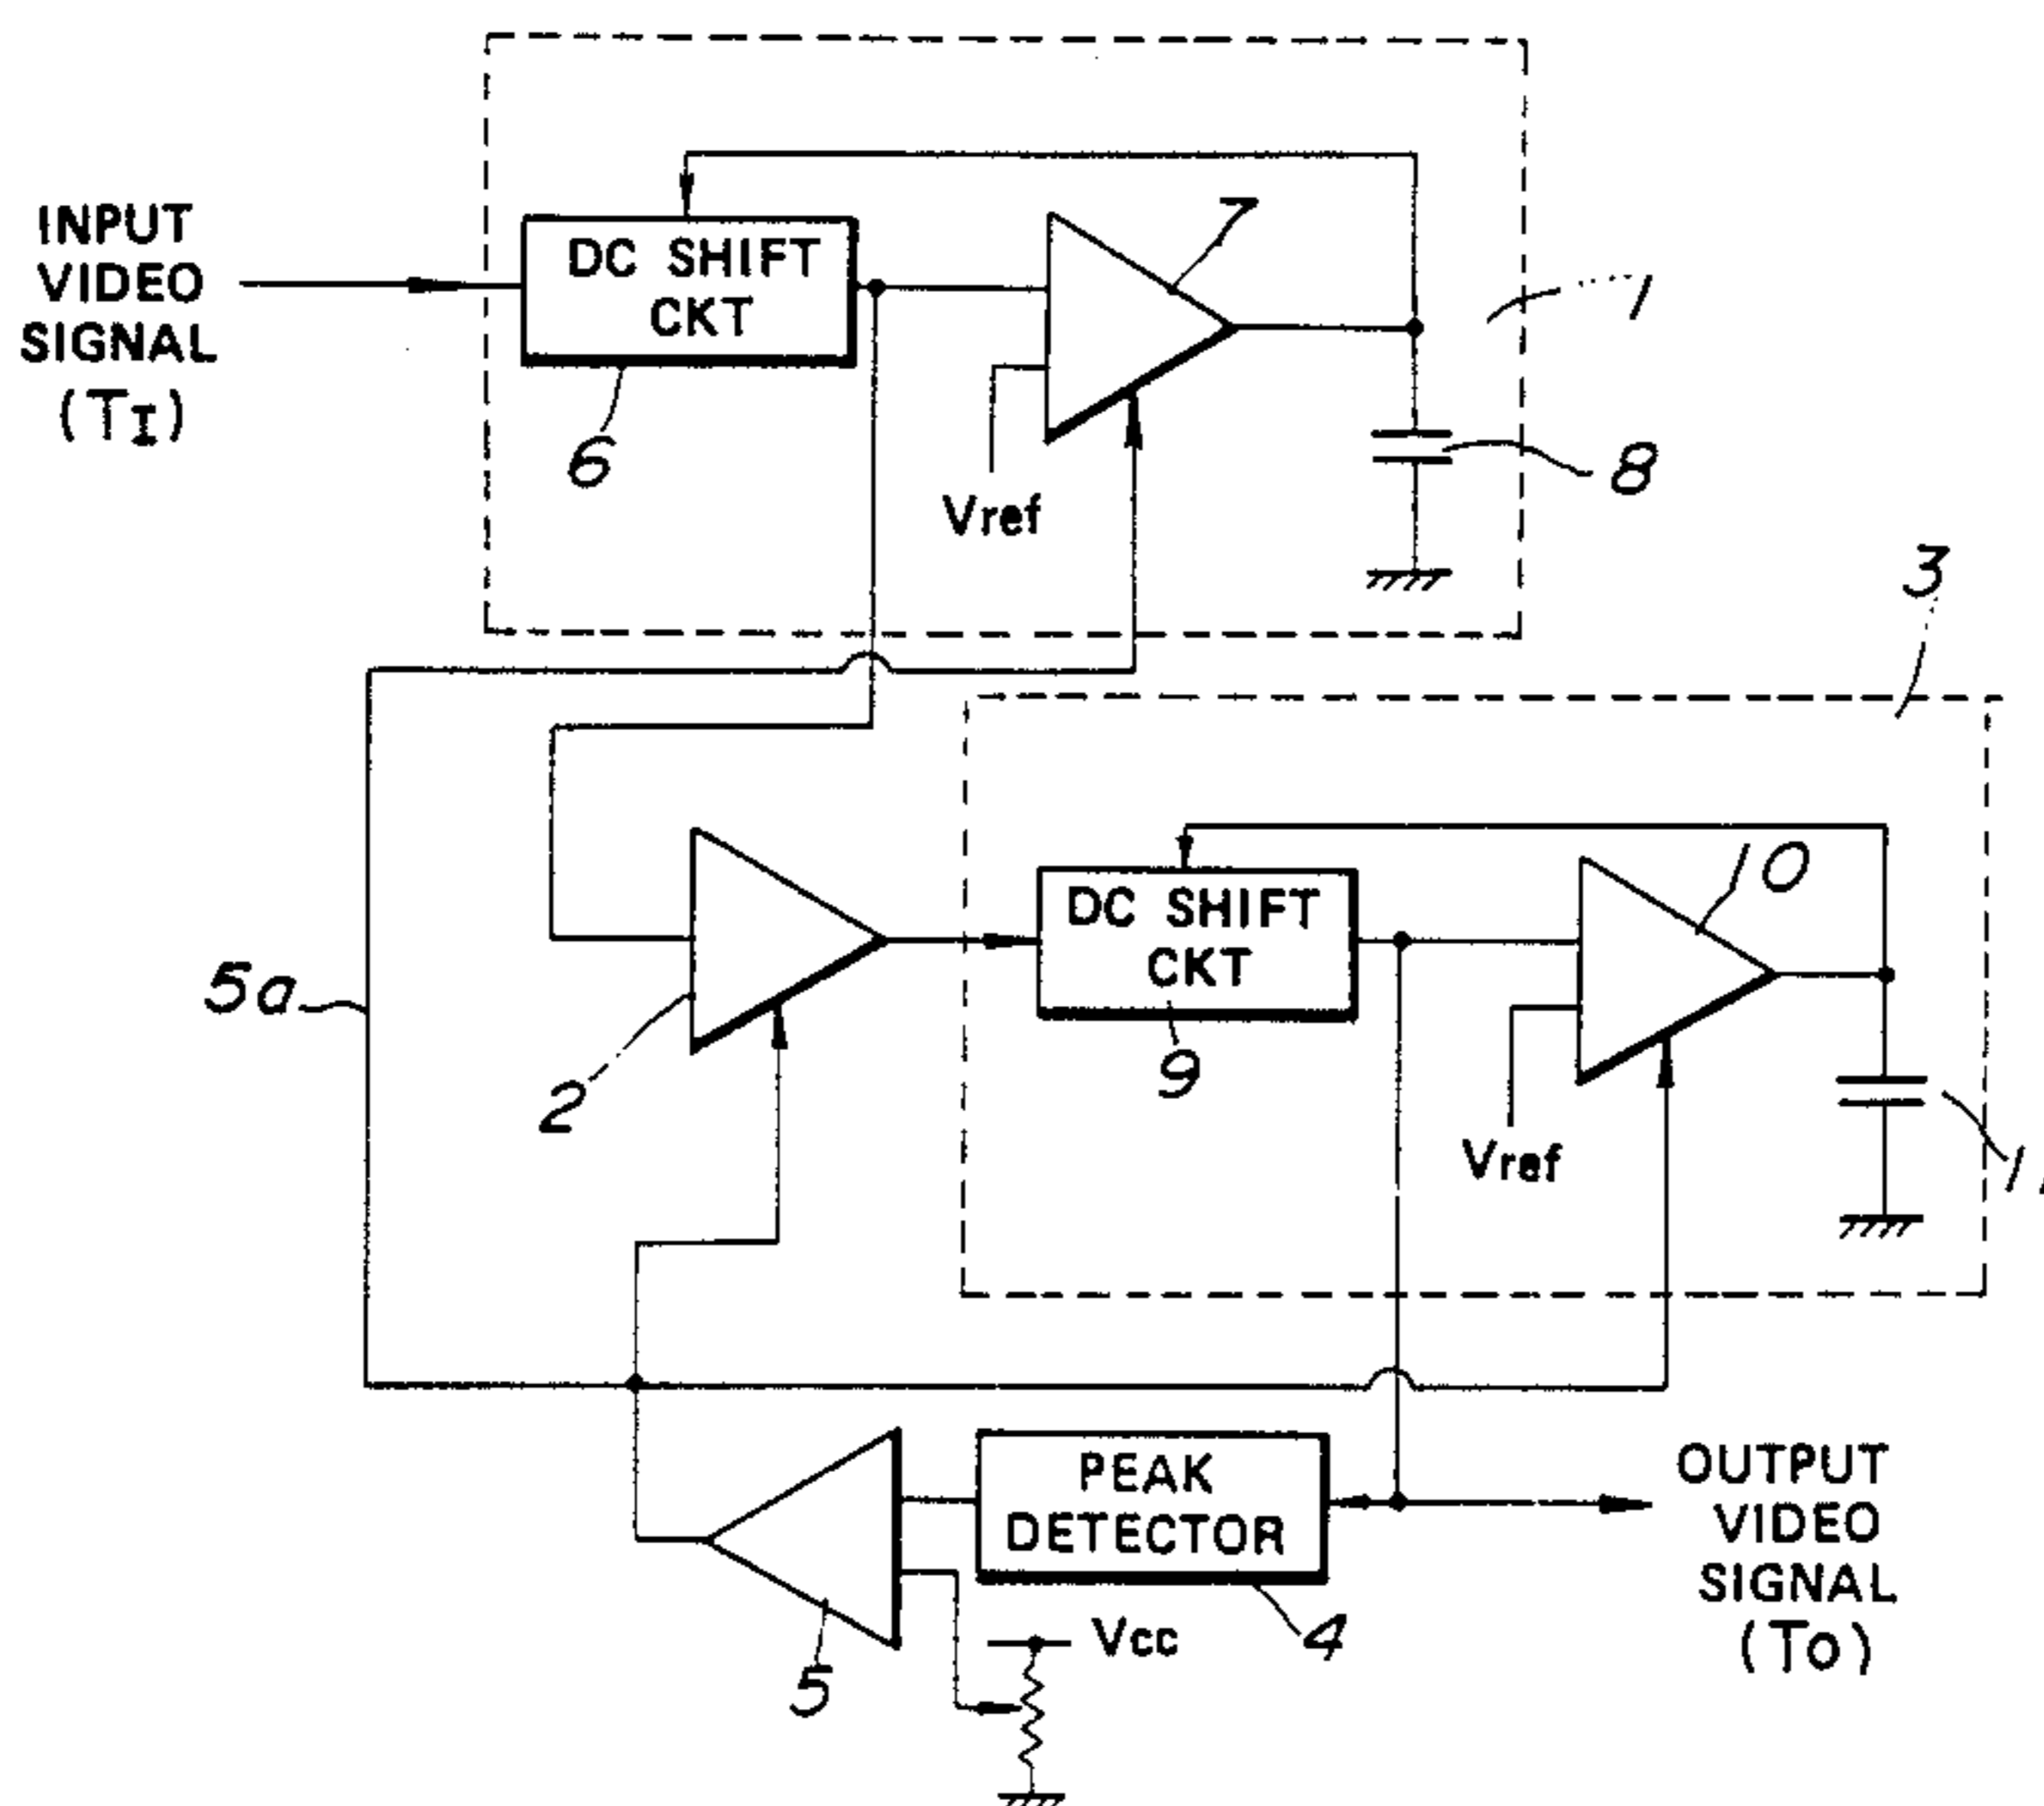 INPUT
VIDEO
SIGNAL
(TI)
DC SHIFT
CKT
6
7
Vref
8
1
3
5a
2
DC SHIFT
CKT
9
10
Vref
11
PEAK
DETECTOR
4
5
Vcc
OUTPUT
VIDEO
SIGNAL
(To)